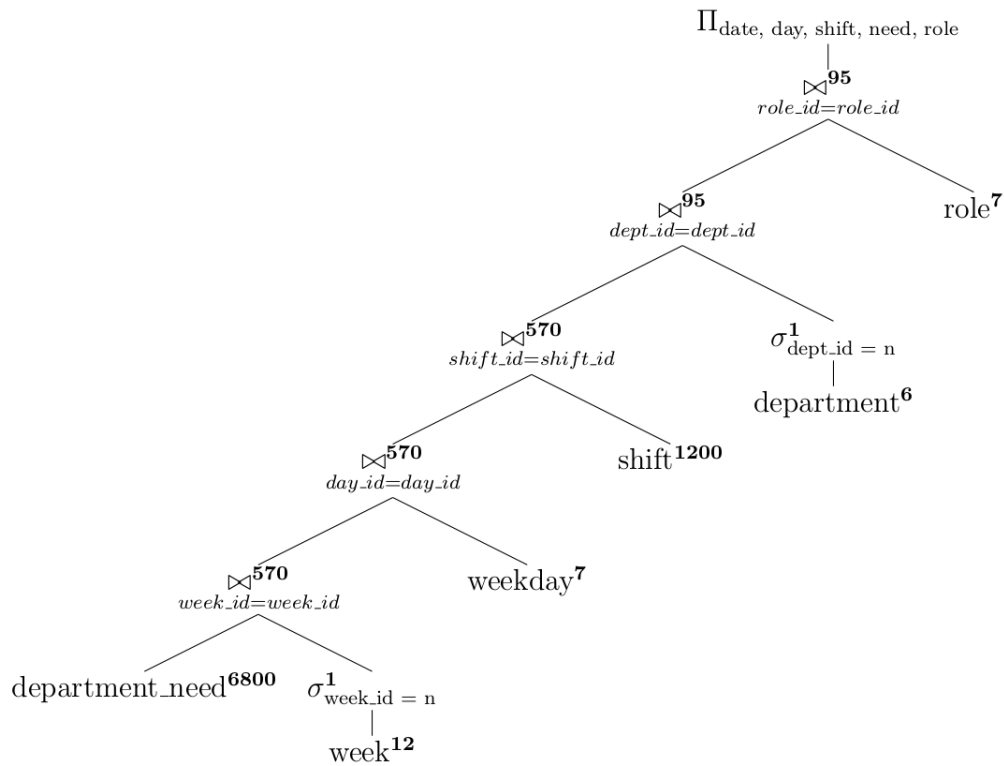 Π date, day, shift, need, role
⋈ 95
role_id=role_id
⋈ 95
dept_id=dept_id
role 7
⋈ 570
shift_id=shift_id
σ 1 dept_id = n
department 6
⋈ 570
day_id=day_id
shift 1200
⋈ 570
week_id=week_id
weekday 7
department_need 6800
σ 1 week_id = n
week 12